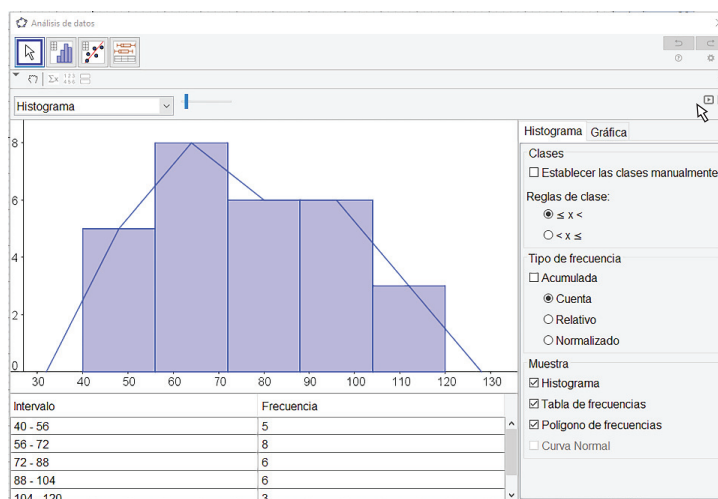 Análisis de datos
Histograma
8
6
4
2
0
30 40 50 60 70 80 90 100 110 120 130
Intervalo Frecuencia
40 - 56 5
56 - 72 8
72 - 88 6
88 - 104 6
104 - 120 3
Histograma Gráfica
Clases
Establecer las clases manualmente
Reglas de clase:
≤ x <
< x ≤
Tipo de frecuencia
Acumulada
Cuenta
Relativo
Normalizado
Muestra
Histograma
Tabla de frecuencias
Polígono de frecuencias
Curva Normal